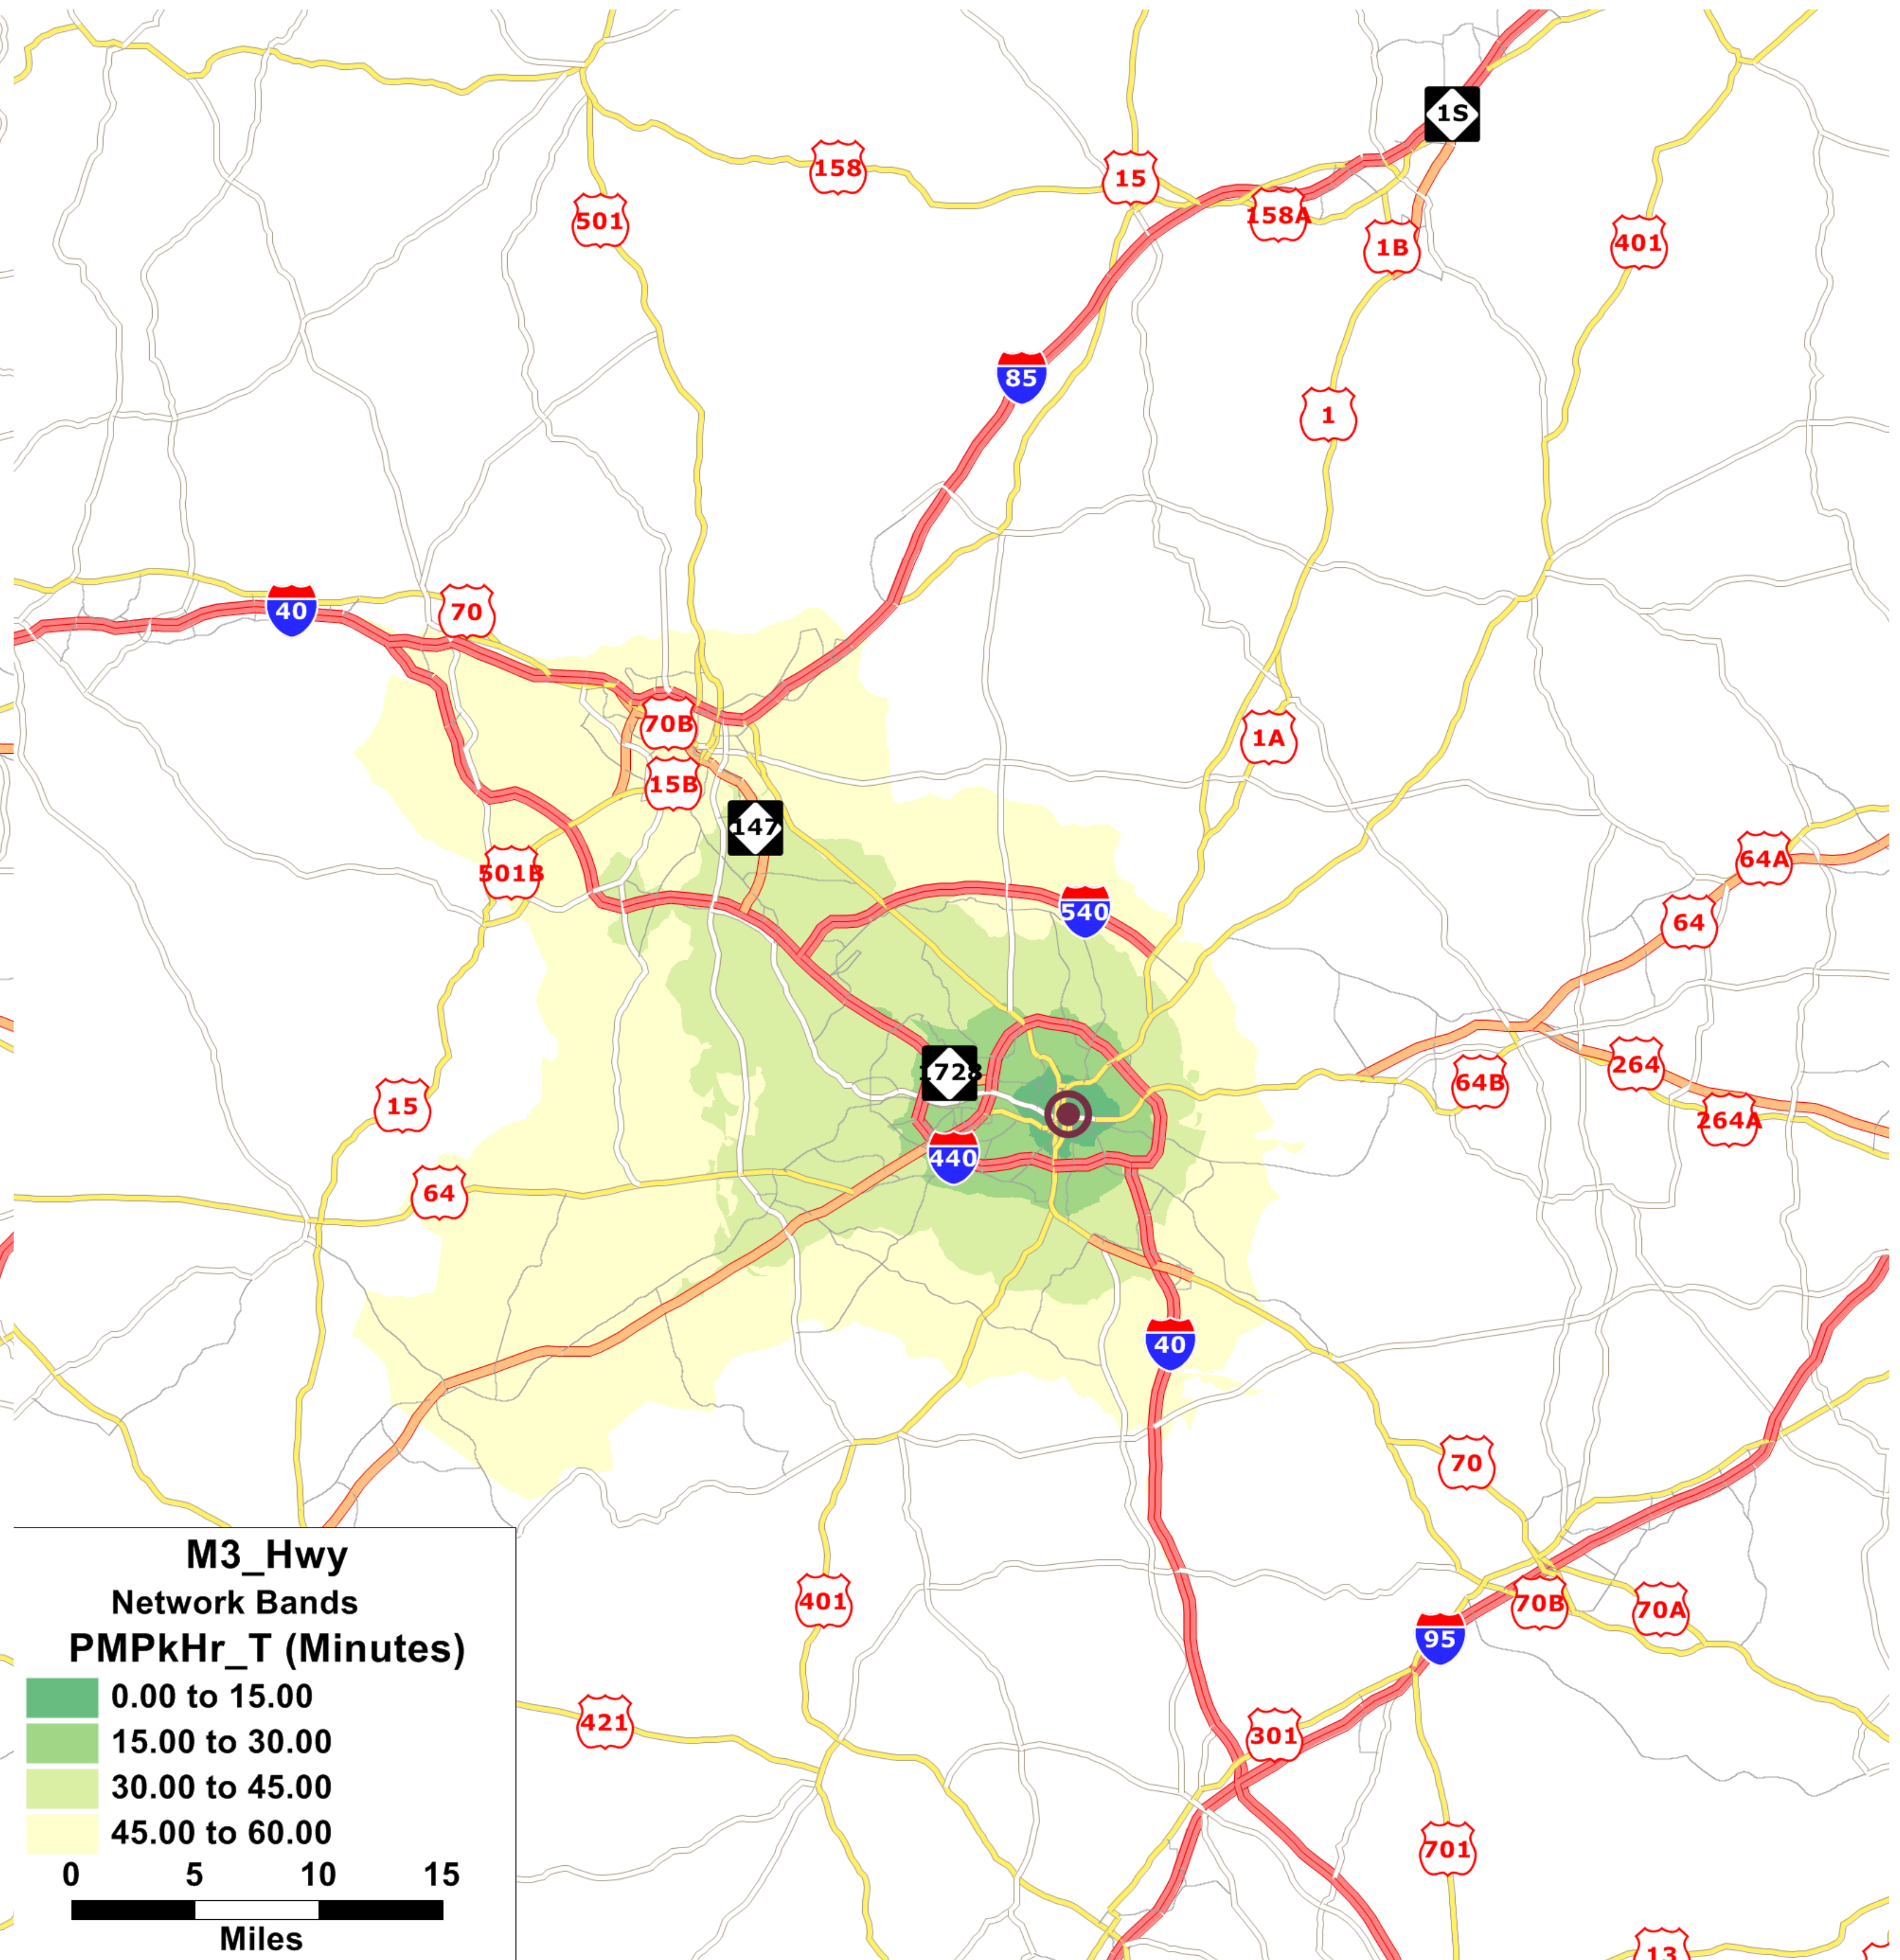 1S
158
15
501
158A
1B
401
85
1
40
70
70B
1A
15B
147
64A
501B
540
64
1728
264
64B
15
264A
440
64
40
70
M3_Hwy
Network Bands
PMPkHr_T (Minutes)
0.00 to 15.00
15.00 to 30.00
30.00 to 45.00
45.00 to 60.00
0 5 10 15
Miles
401
70B
70A
95
421
301
701
13